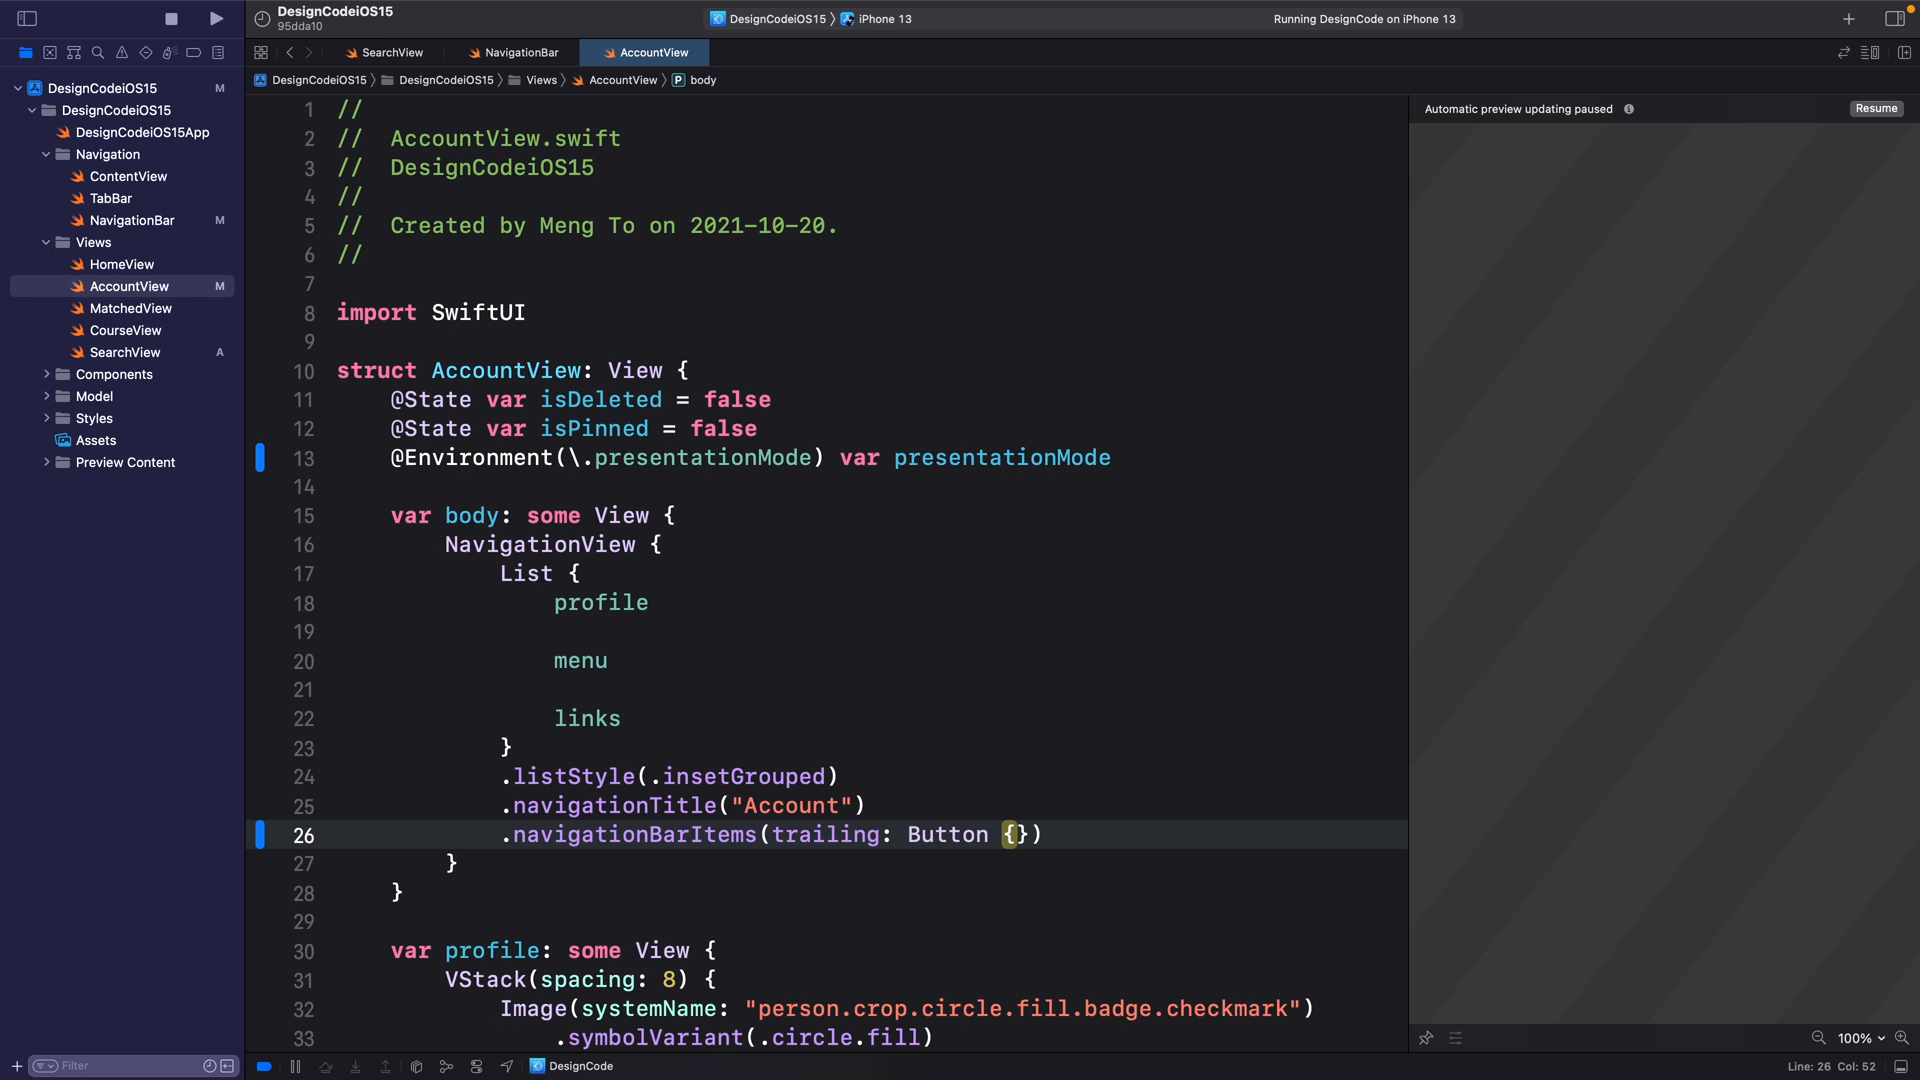 DesignCodeiOS15
95dda10
DesignCodeiOS15 〉 iPhone 13
Running DesignCode on iPhone 13
SearchView
NavigationBar
AccountView
DesignCodeiOS15 〉 DesignCodeiOS15 〉 Views 〉 AccountView 〉 P body
DesignCodeiOS15 M
DesignCodeiOS15
DesignCodeiOS15App
Navigation
ContentView
TabBar
NavigationBar M
Views
HomeView
AccountView M
MatchedView
CourseView
SearchView A
Components
Model
Styles
Assets
Preview Content
Filter
1 //
2 //  AccountView.swift
3 //  DesignCodeiOS15
4 //
5 //  Created by Meng To on 2021-10-20.
6 //
7
8 import SwiftUI
9
10 struct AccountView: View {
11     @State var isDeleted = false
12     @State var isPinned = false
13     @Environment(\.presentationMode) var presentationMode
14
15     var body: some View {
16         NavigationView {
17             List {
18                 profile
19
20                 menu
21
22                 links
23             }
24             .listStyle(.insetGrouped)
25             .navigationTitle("Account")
26             .navigationBarItems(trailing: Button {})
27         }
28     }
29
30     var profile: some View {
31         VStack(spacing: 8) {
32             Image(systemName: "person.crop.circle.fill.badge.checkmark")
33                 .symbolVariant(.circle.fill)
Automatic preview updating paused
Resume
100%
DesignCode
Line: 26 Col: 52